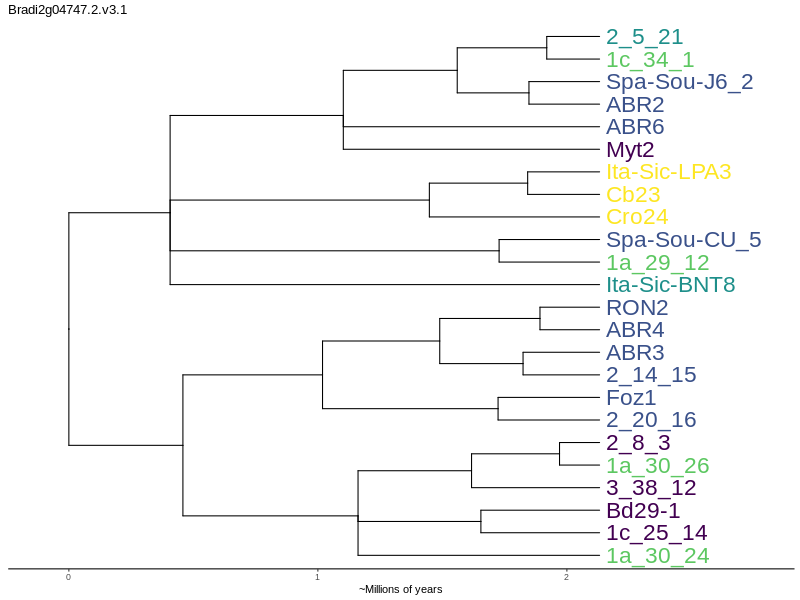 Bradi2g04747.2.v3.1
2_5_21
1c_34_1
Spa-Sou-J6_2
ABR2
ABR6
Myt2
Ita-Sic-LPA3
Cb23
Cro24
Spa-Sou-CU_5
1a_29_12
Ita-Sic-BNT8
RON2
ABR4
ABR3
2_14_15
Foz1
2_20_16
2_8_3
1a_30_26
3_38_12
Bd29-1
1c_25_14
1a_30_24
0 1 2
~Millions of years